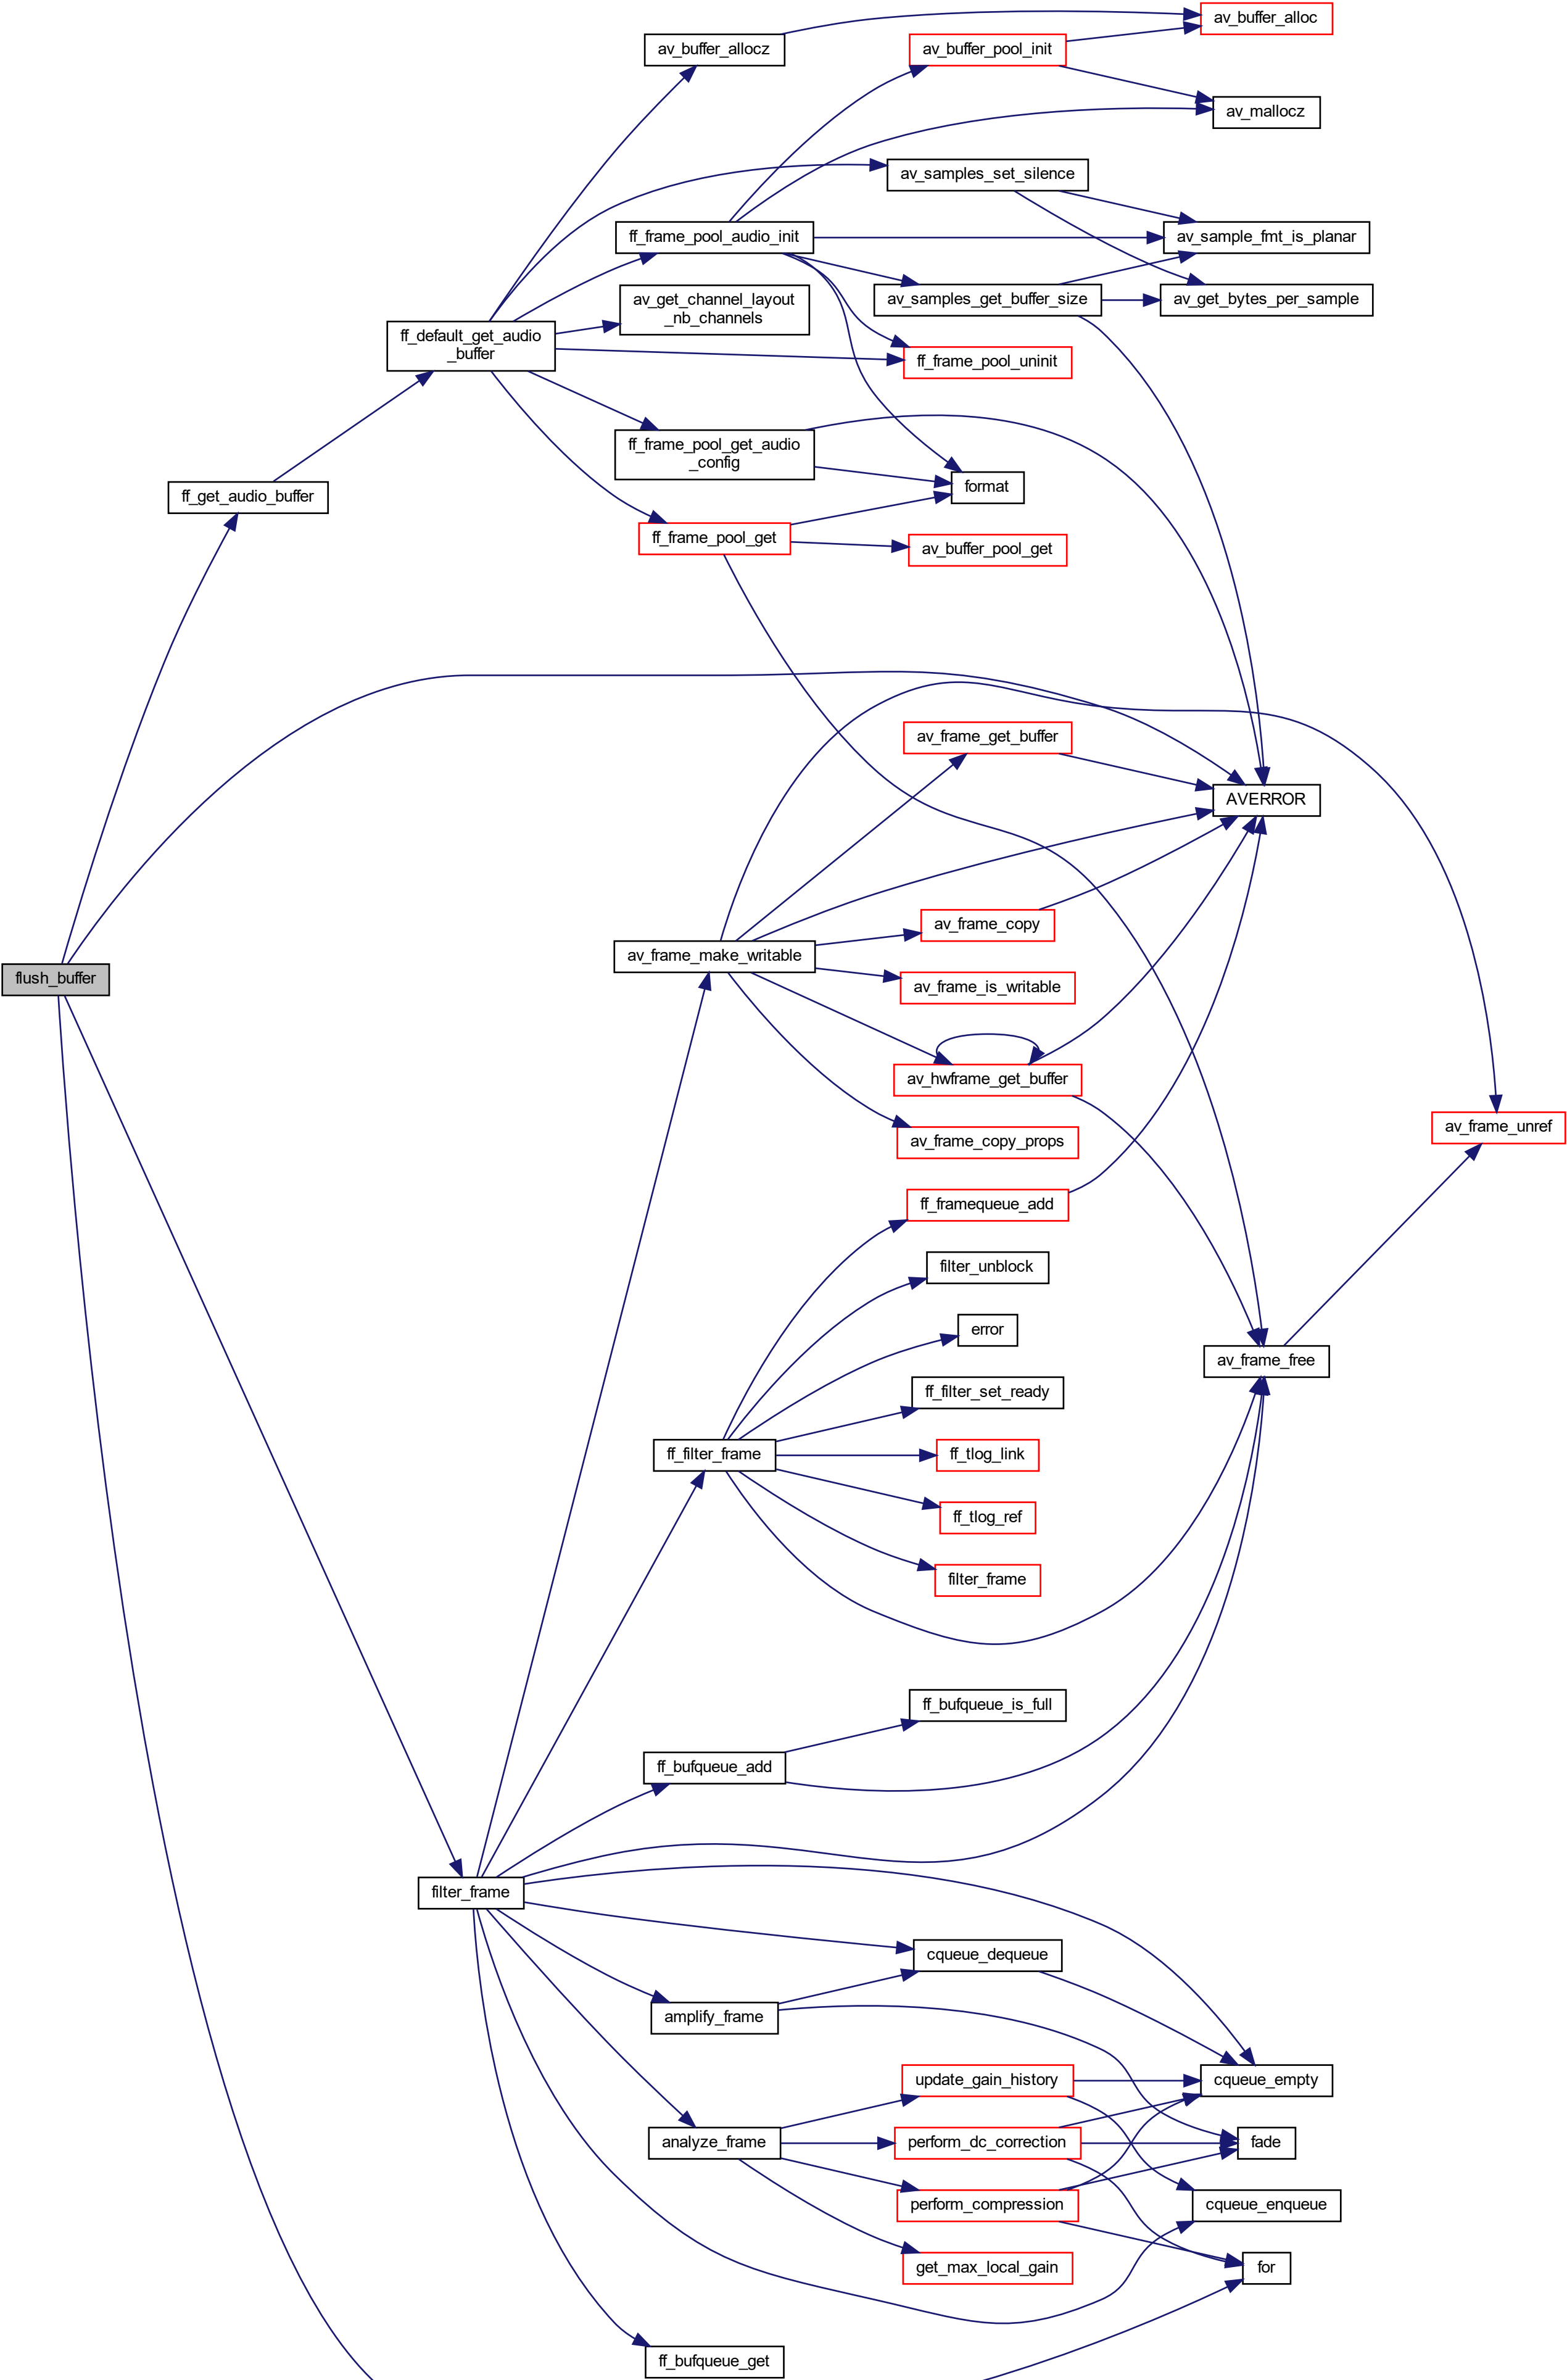 av_buffer_alloc
av_buffer_allocz
av_buffer_pool_init
av_mallocz
av_samples_set_silence
ff_frame_pool_audio_init
av_sample_fmt_is_planar
av_get_channel_layout
_nb_channels
av_samples_get_buffer_size
av_get_bytes_per_sample
ff_default_get_audio
_buffer
ff_frame_pool_uninit
ff_frame_pool_get_audio
_config
format
ff_get_audio_buffer
ff_frame_pool_get
av_buffer_pool_get
av_frame_get_buffer
AVERROR
av_frame_copy
av_frame_make_writable
flush_buffer
av_frame_is_writable
av_hwframe_get_buffer
av_frame_unref
av_frame_copy_props
ff_framequeue_add
filter_unblock
error
av_frame_free
ff_filter_set_ready
ff_filter_frame
ff_tlog_link
ff_tlog_ref
filter_frame
ff_bufqueue_is_full
ff_bufqueue_add
filter_frame
cqueue_dequeue
amplify_frame
update_gain_history
cqueue_empty
analyze_frame
perform_dc_correction
fade
perform_compression
cqueue_enqueue
get_max_local_gain
for
ff_bufqueue_get